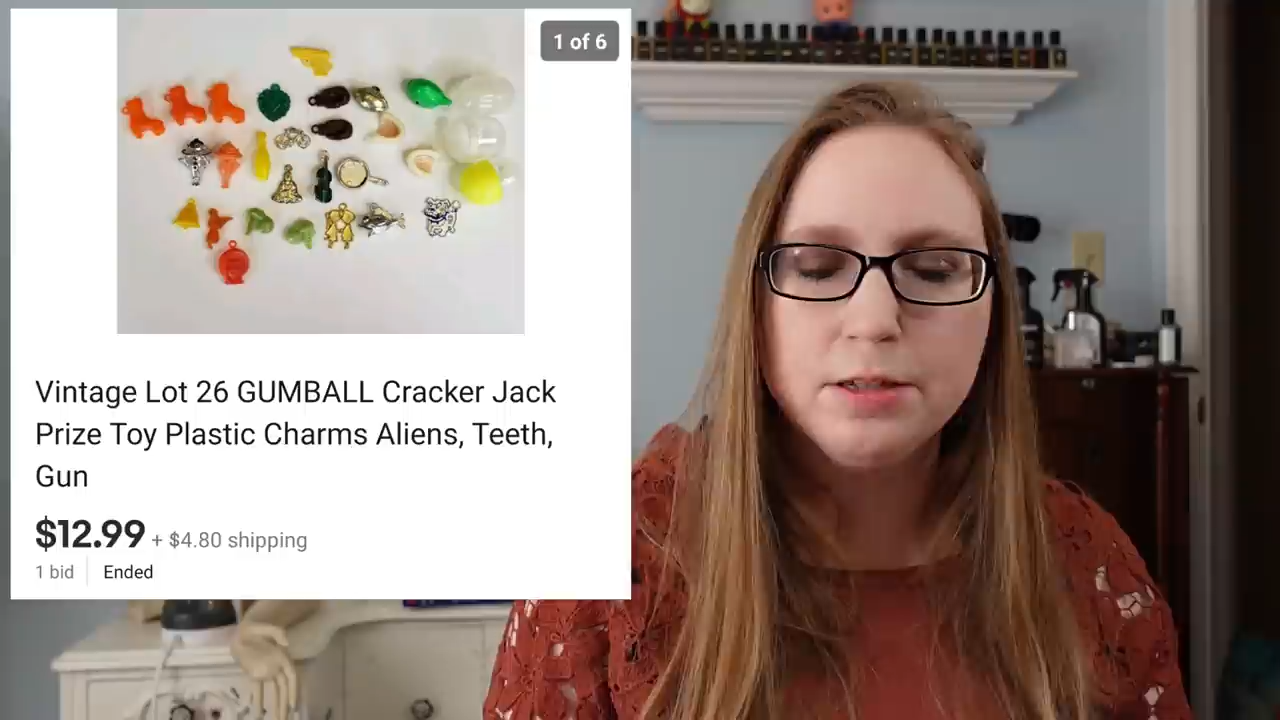 1 of 6
Vintage Lot 26 GUMBALL Cracker Jack
Prize Toy Plastic Charms Aliens, Teeth,
Gun
$12.99 + $4.80 shipping
1 bid | Ended